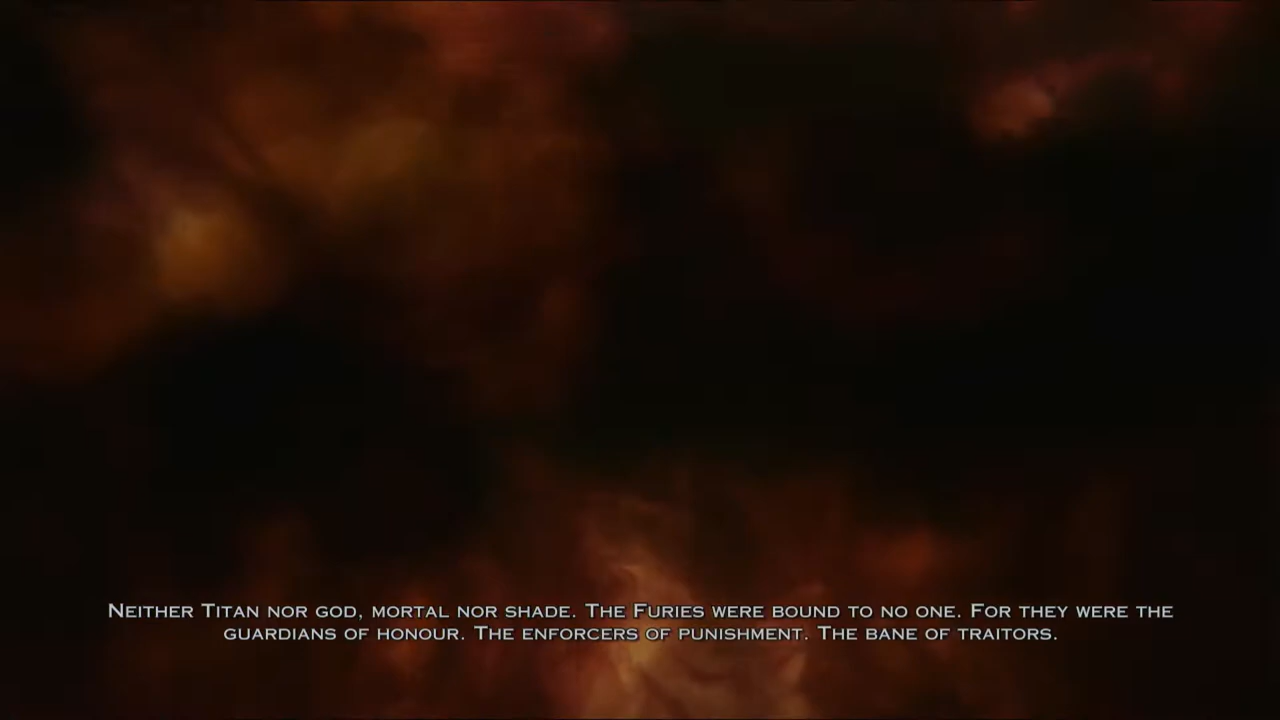 Neither Titan nor god, mortal nor shade. The Furies were bound to no one. For they were the
guardians of honour. The enforcers of punishment. The bane of traitors.